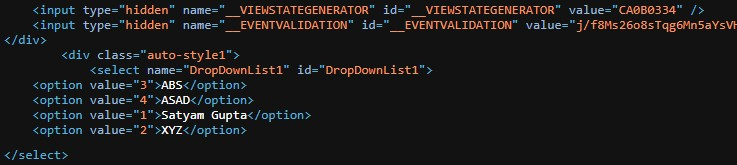 <input type="hidden" name="__VIEWSTATEGENERATOR" id="__VIEWSTATEGENERATOR" value="CA0B0334" />
<input type="hidden" name="__EVENTVALIDATION" id="__EVENTVALIDATION" value="j/f8Ms26o8sTqg6Mn5aYsVH
</div>
<div class="auto-style1">
<select name="DropDownList1" id="DropDownList1">
<option value="3">ABS</option>
<option value="4">ASAD</option>
<option value="1">Satyam Gupta</option>
<option value="2">XYZ</option>
</select>